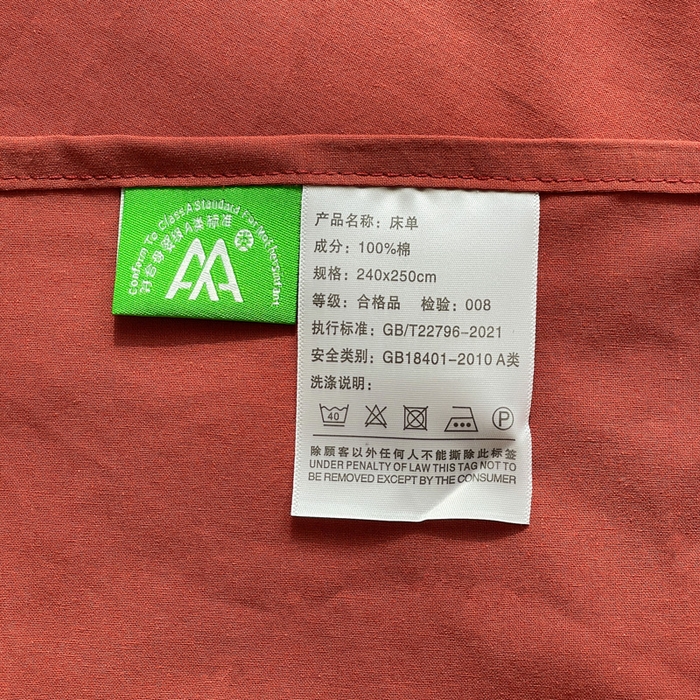 Conform To Class A Standard For Mother&Infant
符合母婴级A类标准
AA
产品名称：床单
成分：100%棉
规格：240x250cm
等级：合格品 检验：008
执行标准：GB/T22796-2021
安全类别：GB18401-2010 A类
洗涤说明：
40
P
除顾客以外任何人不能撕除此标签
UNDER PENALTY OF LAW THIS TAG NOT TO
BE REMOVED EXCEPT BY THE CONSUMER